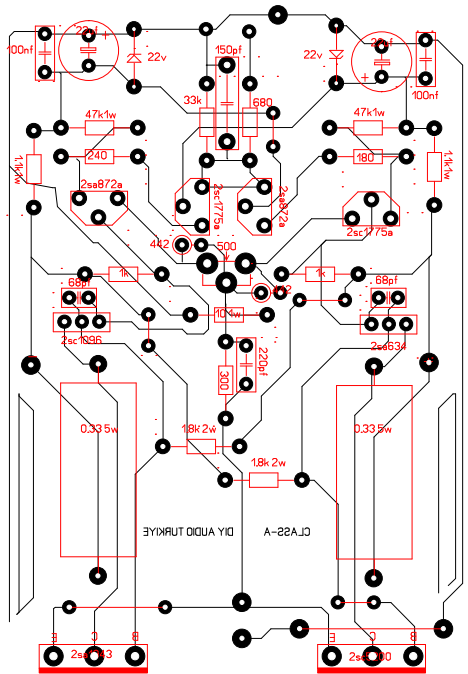 100nf
22v
150pf
22v
100nf
33k
680
47k1w
47k1w
240
180
1.1k1w
1.1k1w
2sa872a
2sc1775a
2sa872a
2sc1775a
442
500
1k
1k
68pf
68pf
2sc1096
2sa634
220pf
300
0.33 5w
0.33 5w
1.8k 2w
1.8k 2w
DIY AUDIO TURKIYE
CLASS-A
E C B
E C B